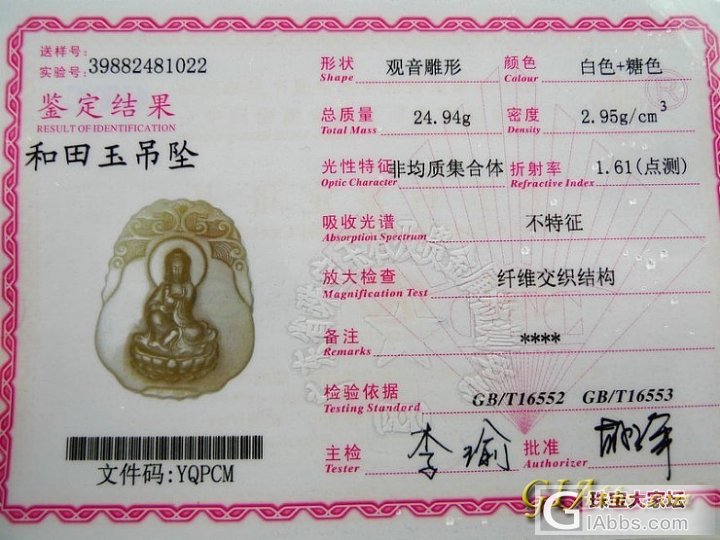 送样号:
实验号:39882481022
鉴定结果
RESULT OF IDENTIFICATION
和田玉吊坠
文件码:YQPCM
形状 观音雕形 颜色 白色+糖色
Shape Colour
总质量 24.94g 密度 2.95g/cm3
Total Mass Density
光性特征 非均质集合体 折射率 1.61(点测)
Optic Character Refractive Index
吸收光谱 不特征
Absorption Spectrum
放大检查 纤维交织结构
Magnification Test
备注 ****
Remarks
检验依据 GB/T16552 GB/T16553
Testing Standard
主检 李瑜 批准
Tester Authorizer
珠宝大家坛
GIAbbs.com